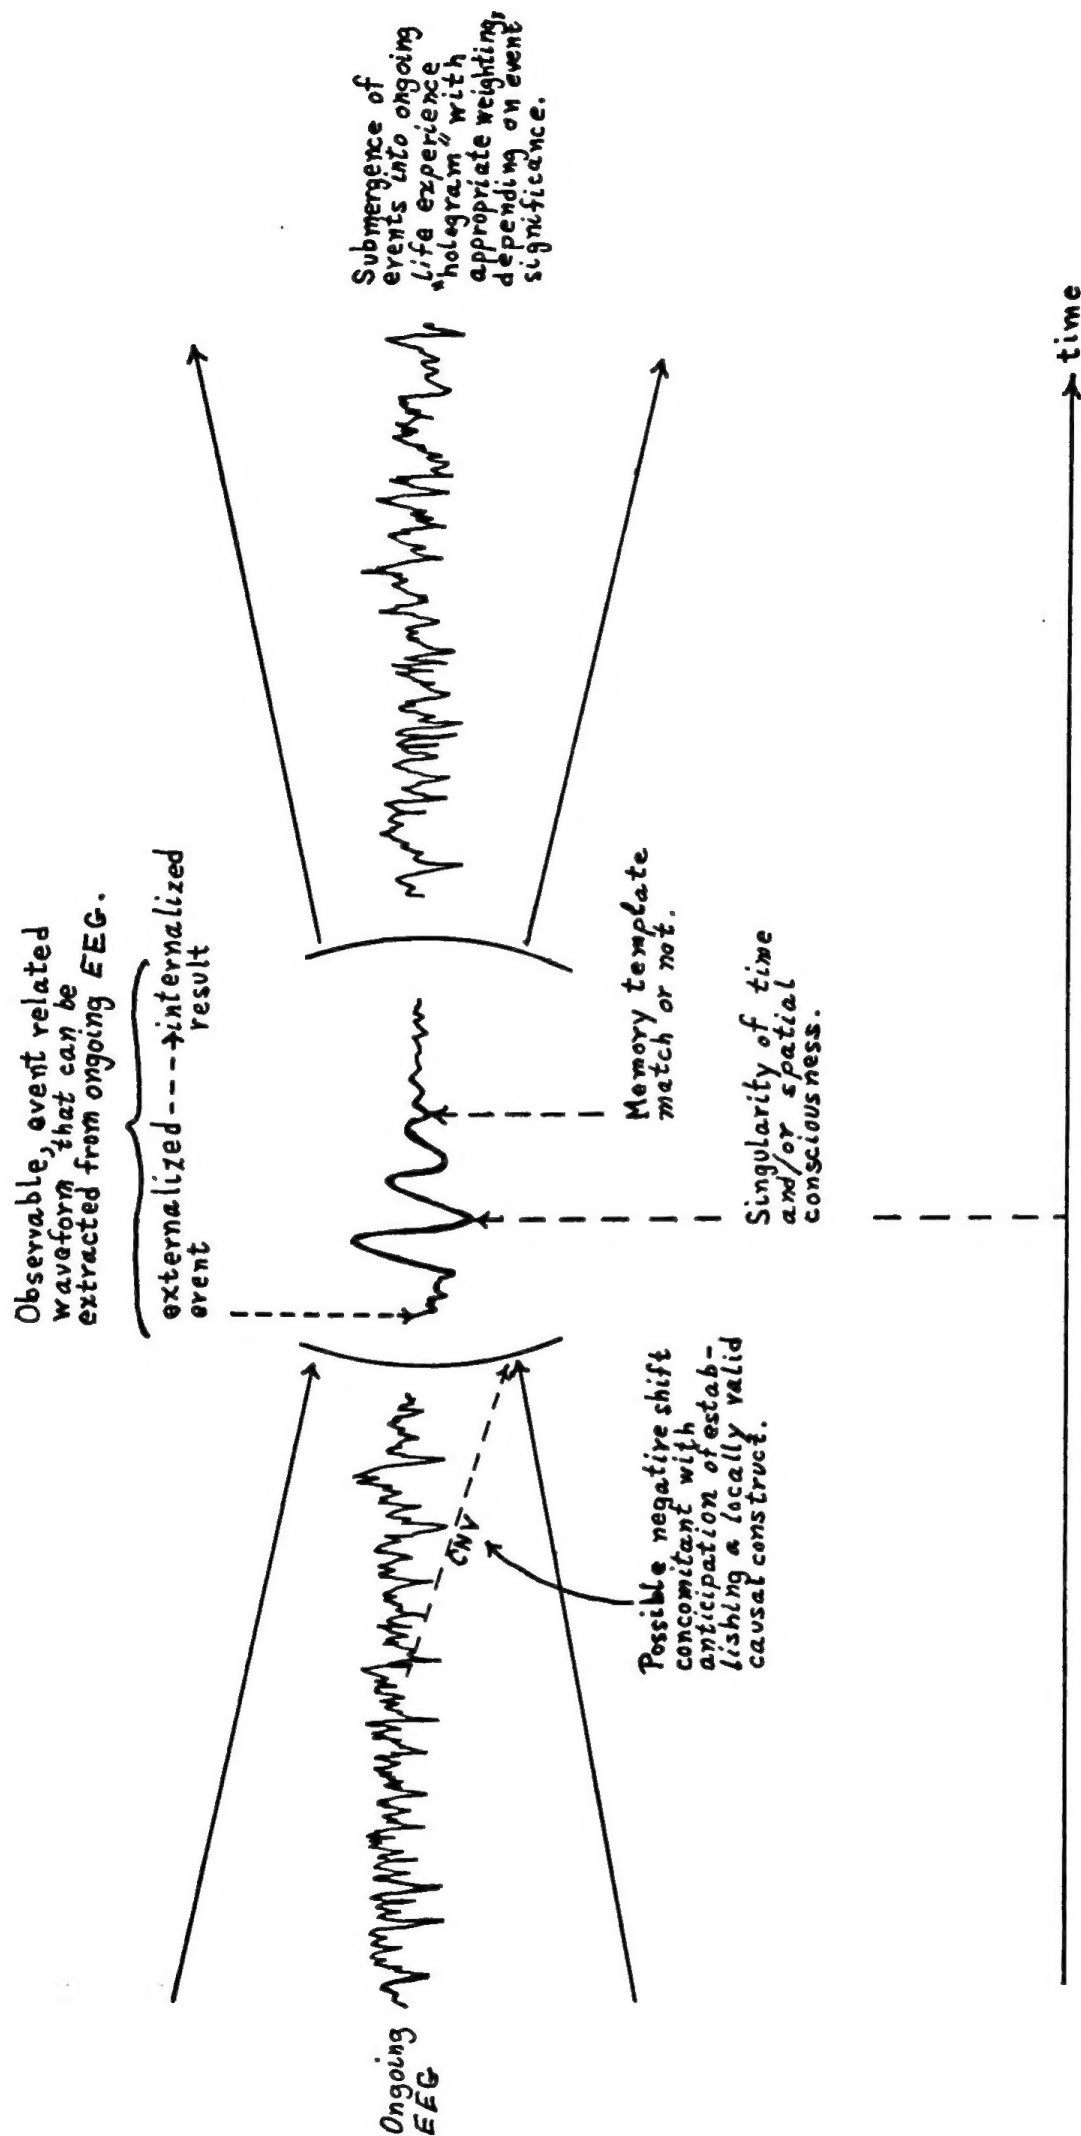 Observable, event related
waveform that can be
extracted from ongoing EEG.
externalized---→internalized
event
result
Ongoing
EEG
CNV
Submergence of
events into ongoing
life experience
"hologram" with
appropriate weighting,
depending on event
significance.
Possible negative shift
concomitant with
anticipation of estab-
lishing a locally valid
causal construct.
Memory template
match or not.
Singularity of time
and/or spatial
consciousness.
time